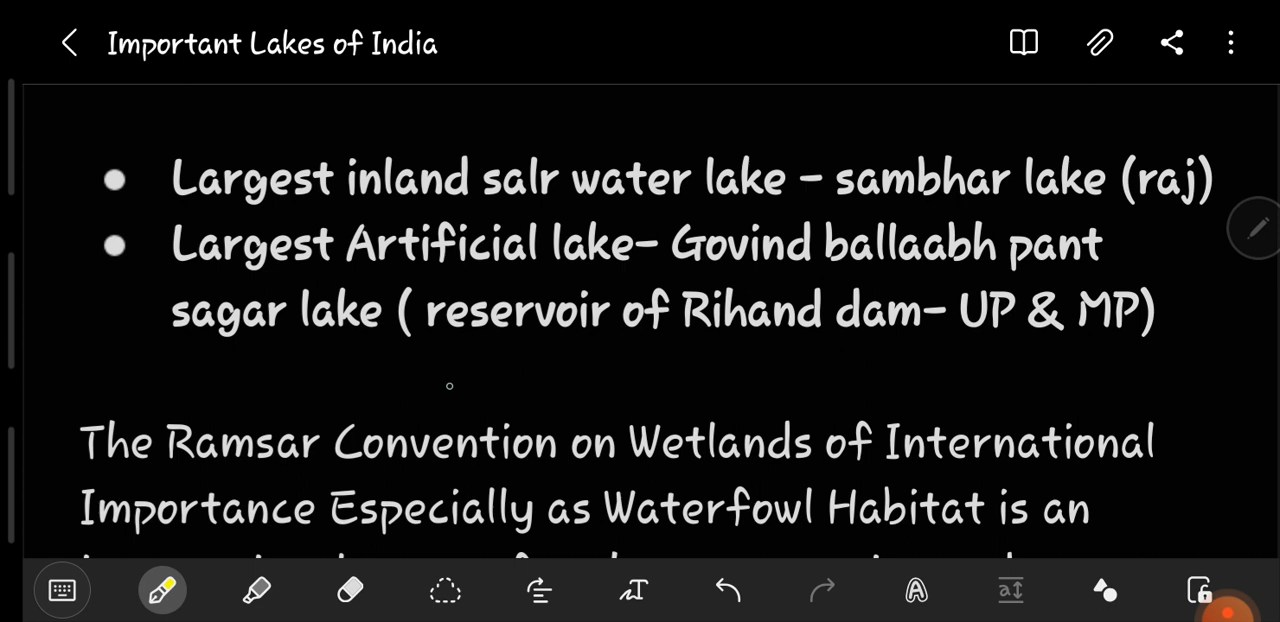 Important Lakes of India
Largest inland salr water lake – sambhar lake (raj)
Largest Artificial lake– Govind ballaabh pant
sagar lake ( reservoir of Rihand dam– UP & MP)
The Ramsar Convention on Wetlands of International
Importance Especially as Waterfowl Habitat is an